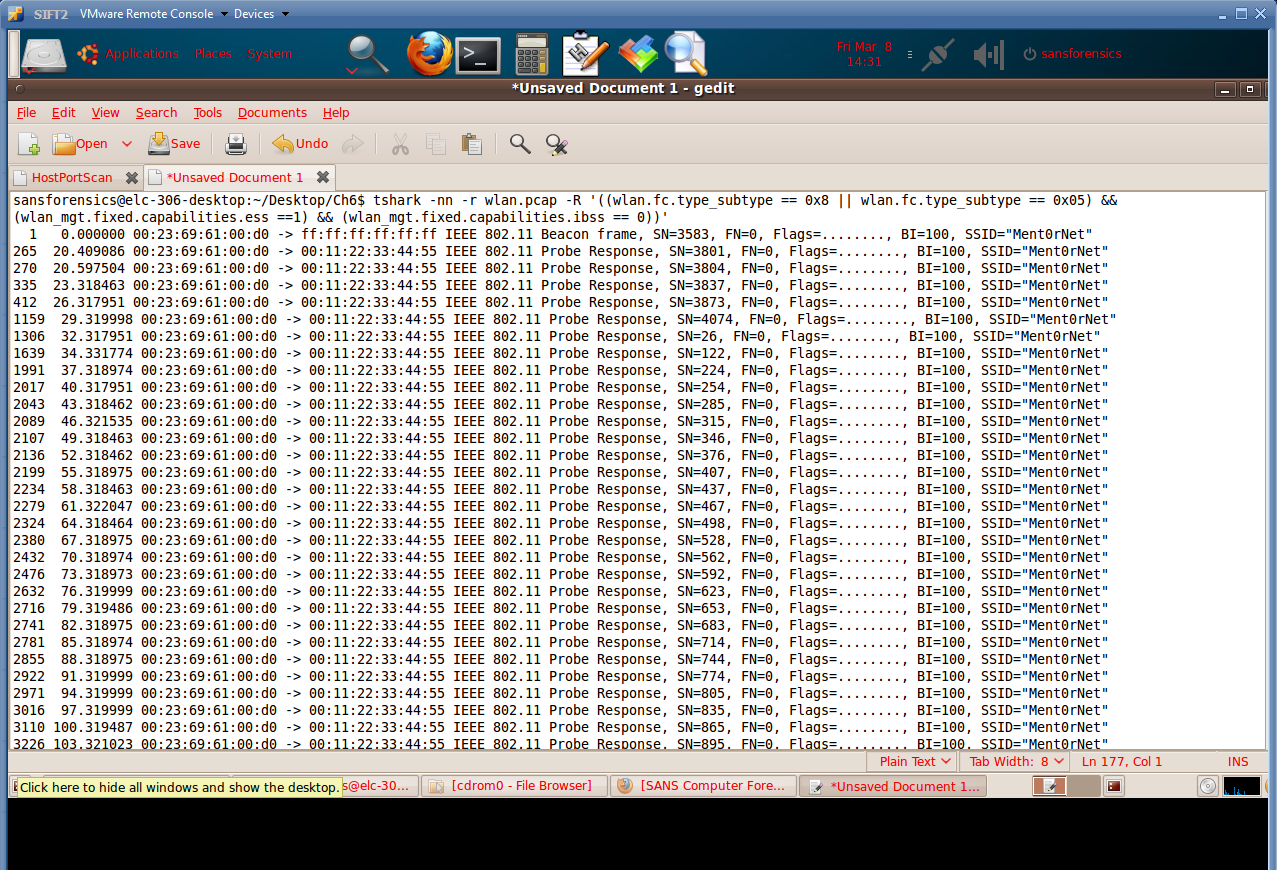 SIFT2 VMware Remote Console Devices
Applications Places System Fri Mar 8 14:31 sansforensics
*Unsaved Document 1 - gedit
File Edit View Search Tools Documents Help
Open Save Undo
HostPortScan *Unsaved Document 1
sansforensics@elc-306-desktop:~/Desktop/Ch6$ tshark -nn -r wlan.pcap -R '((wlan.fc.type_subtype == 0x8 || wlan.fc.type_subtype == 0x05) &&
(wlan_mgt.fixed.capabilities.ess ==1) && (wlan_mgt.fixed.capabilities.ibss == 0))'
1 0.000000 00:23:69:61:00:d0 -> ff:ff:ff:ff:ff:ff IEEE 802.11 Beacon frame, SN=3583, FN=0, Flags=........, BI=100, SSID="Ment0rNet"
265 20.409086 00:23:69:61:00:d0 -> 00:11:22:33:44:55 IEEE 802.11 Probe Response, SN=3801, FN=0, Flags=........, BI=100, SSID="Ment0rNet"
270 20.597504 00:23:69:61:00:d0 -> 00:11:22:33:44:55 IEEE 802.11 Probe Response, SN=3804, FN=0, Flags=........, BI=100, SSID="Ment0rNet"
335 23.318463 00:23:69:61:00:d0 -> 00:11:22:33:44:55 IEEE 802.11 Probe Response, SN=3837, FN=0, Flags=........, BI=100, SSID="Ment0rNet"
412 26.317951 00:23:69:61:00:d0 -> 00:11:22:33:44:55 IEEE 802.11 Probe Response, SN=3873, FN=0, Flags=........, BI=100, SSID="Ment0rNet"
1159 29.319998 00:23:69:61:00:d0 -> 00:11:22:33:44:55 IEEE 802.11 Probe Response, SN=4074, FN=0, Flags=........, BI=100, SSID="Ment0rNet"
1306 32.317951 00:23:69:61:00:d0 -> 00:11:22:33:44:55 IEEE 802.11 Probe Response, SN=26, FN=0, Flags=........, BI=100, SSID="Ment0rNet"
1639 34.331774 00:23:69:61:00:d0 -> 00:11:22:33:44:55 IEEE 802.11 Probe Response, SN=122, FN=0, Flags=........, BI=100, SSID="Ment0rNet"
1991 37.318974 00:23:69:61:00:d0 -> 00:11:22:33:44:55 IEEE 802.11 Probe Response, SN=224, FN=0, Flags=........, BI=100, SSID="Ment0rNet"
2017 40.317951 00:23:69:61:00:d0 -> 00:11:22:33:44:55 IEEE 802.11 Probe Response, SN=254, FN=0, Flags=........, BI=100, SSID="Ment0rNet"
2043 43.318462 00:23:69:61:00:d0 -> 00:11:22:33:44:55 IEEE 802.11 Probe Response, SN=285, FN=0, Flags=........, BI=100, SSID="Ment0rNet"
2089 46.321535 00:23:69:61:00:d0 -> 00:11:22:33:44:55 IEEE 802.11 Probe Response, SN=315, FN=0, Flags=........, BI=100, SSID="Ment0rNet"
2107 49.318463 00:23:69:61:00:d0 -> 00:11:22:33:44:55 IEEE 802.11 Probe Response, SN=346, FN=0, Flags=........, BI=100, SSID="Ment0rNet"
2136 52.318462 00:23:69:61:00:d0 -> 00:11:22:33:44:55 IEEE 802.11 Probe Response, SN=376, FN=0, Flags=........, BI=100, SSID="Ment0rNet"
2199 55.318975 00:23:69:61:00:d0 -> 00:11:22:33:44:55 IEEE 802.11 Probe Response, SN=407, FN=0, Flags=........, BI=100, SSID="Ment0rNet"
2234 58.318463 00:23:69:61:00:d0 -> 00:11:22:33:44:55 IEEE 802.11 Probe Response, SN=437, FN=0, Flags=........, BI=100, SSID="Ment0rNet"
2279 61.322047 00:23:69:61:00:d0 -> 00:11:22:33:44:55 IEEE 802.11 Probe Response, SN=467, FN=0, Flags=........, BI=100, SSID="Ment0rNet"
2324 64.318464 00:23:69:61:00:d0 -> 00:11:22:33:44:55 IEEE 802.11 Probe Response, SN=498, FN=0, Flags=........, BI=100, SSID="Ment0rNet"
2380 67.318975 00:23:69:61:00:d0 -> 00:11:22:33:44:55 IEEE 802.11 Probe Response, SN=528, FN=0, Flags=........, BI=100, SSID="Ment0rNet"
2432 70.318974 00:23:69:61:00:d0 -> 00:11:22:33:44:55 IEEE 802.11 Probe Response, SN=562, FN=0, Flags=........, BI=100, SSID="Ment0rNet"
2476 73.318973 00:23:69:61:00:d0 -> 00:11:22:33:44:55 IEEE 802.11 Probe Response, SN=592, FN=0, Flags=........, BI=100, SSID="Ment0rNet"
2632 76.319999 00:23:69:61:00:d0 -> 00:11:22:33:44:55 IEEE 802.11 Probe Response, SN=623, FN=0, Flags=........, BI=100, SSID="Ment0rNet"
2716 79.319486 00:23:69:61:00:d0 -> 00:11:22:33:44:55 IEEE 802.11 Probe Response, SN=653, FN=0, Flags=........, BI=100, SSID="Ment0rNet"
2741 82.318975 00:23:69:61:00:d0 -> 00:11:22:33:44:55 IEEE 802.11 Probe Response, SN=683, FN=0, Flags=........, BI=100, SSID="Ment0rNet"
2781 85.318974 00:23:69:61:00:d0 -> 00:11:22:33:44:55 IEEE 802.11 Probe Response, SN=714, FN=0, Flags=........, BI=100, SSID="Ment0rNet"
2855 88.318975 00:23:69:61:00:d0 -> 00:11:22:33:44:55 IEEE 802.11 Probe Response, SN=744, FN=0, Flags=........, BI=100, SSID="Ment0rNet"
2922 91.319999 00:23:69:61:00:d0 -> 00:11:22:33:44:55 IEEE 802.11 Probe Response, SN=774, FN=0, Flags=........, BI=100, SSID="Ment0rNet"
2971 94.319999 00:23:69:61:00:d0 -> 00:11:22:33:44:55 IEEE 802.11 Probe Response, SN=805, FN=0, Flags=........, BI=100, SSID="Ment0rNet"
3016 97.319999 00:23:69:61:00:d0 -> 00:11:22:33:44:55 IEEE 802.11 Probe Response, SN=835, FN=0, Flags=........, BI=100, SSID="Ment0rNet"
3110 100.319487 00:23:69:61:00:d0 -> 00:11:22:33:44:55 IEEE 802.11 Probe Response, SN=865, FN=0, Flags=........, BI=100, SSID="Ment0rNet"
3226 103.321023 00:23:69:61:00:d0 -> 00:11:22:33:44:55 IEEE 802.11 Probe Response, SN=895, FN=0, Flags=........, BI=100, SSID="Ment0rNet"
Plain Text Tab Width: 8 Ln 177, Col 1 INS
Click here to hide all windows and show the desktop. s@elc-30... [cdrom0 - File Browser] [SANS Computer Fore... *Unsaved Document 1...